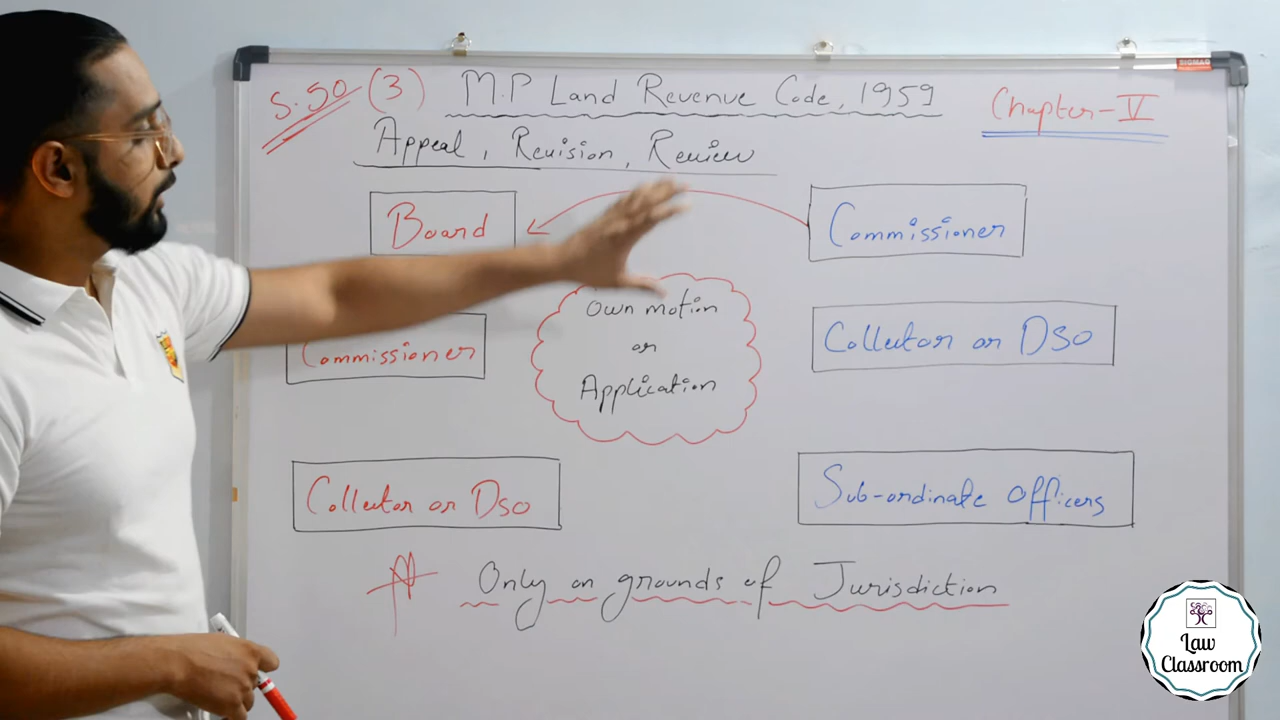 S.50 (3) M.P Land Revenue Code, 1959
Chapter-V
Appeal, Revision, Review
Board
Commissioner
Own motion
or
Application
Commissioner
Collector or DSO
Collector or DSO
Sub-ordinate Officers
Only on grounds of Jurisdiction
SIGMAG
Law
Classroom